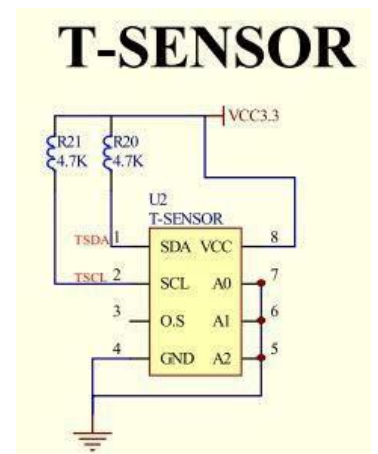 T-SENSOR
VCC3.3
R21 R20
4.7K 4.7K
U2
T-SENSOR
TSDA 1 SDA VCC 8
TSCL 2 SCL A0 7
3 O.S A1 6
4 GND A2 5